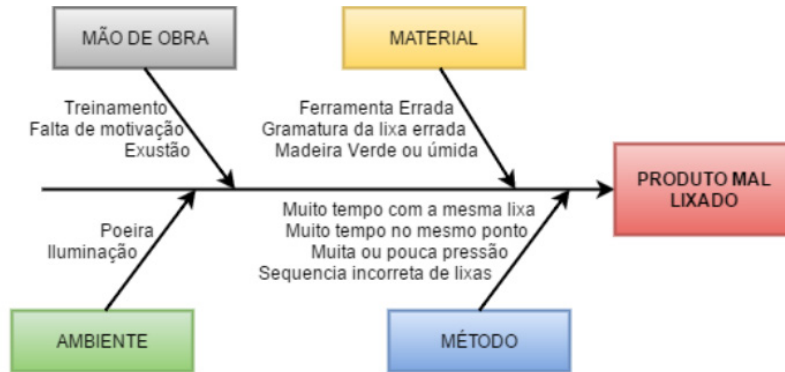 MÃO DE OBRA
MATERIAL
Treinamento
Falta de motivação
Exustão
Ferramenta Errada
Gramatura da lixa errada
Madeira Verde ou úmida
PRODUTO MAL
LIXADO
Poeira
Iluminação
Muito tempo com a mesma lixa
Muito tempo no mesmo ponto
Muita ou pouca pressão
Sequencia incorreta de lixas
AMBIENTE
MÉTODO